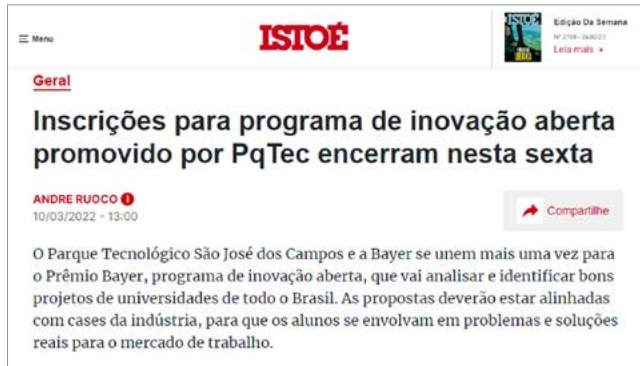 Menu
ISTOÉ
ISTOÉ
Edição Da Semana
Leia mais
Geral
Inscrições para programa de inovação aberta
promovido por PqTec encerram nesta sexta
ANDRE RUOCO
10/03/2022 - 13:00
Compartilhe
O Parque Tecnológico São José dos Campos e a Bayer se unem mais uma vez para
o Prêmio Bayer, programa de inovação aberta, que vai analisar e identificar bons
projetos de universidades de todo o Brasil. As propostas deverão estar alinhadas
com cases da indústria, para que os alunos se envolvam em problemas e soluções
reais para o mercado de trabalho.